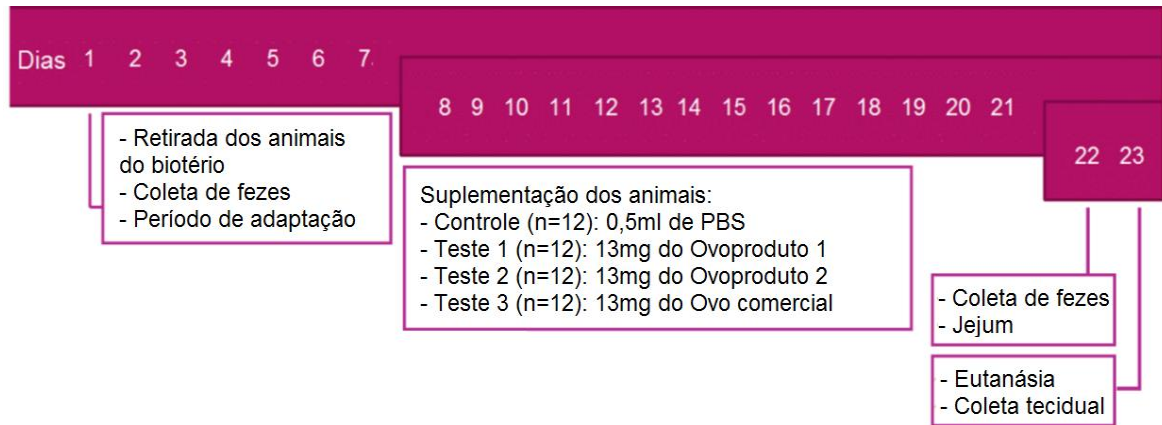 Dias 1 2 3 4 5 6 7
8 9 10 11 12 13 14 15 16 17 18 19 20 21
22 23
- Retirada dos animais
do biotério
- Coleta de fezes
- Período de adaptação
Suplementação dos animais:
- Controle (n=12): 0,5ml de PBS
- Teste 1 (n=12): 13mg do Ovoproduto 1
- Teste 2 (n=12): 13mg do Ovoproduto 2
- Teste 3 (n=12): 13mg do Ovo comercial
- Coleta de fezes
- Jejum
- Eutanásia
- Coleta tecidual